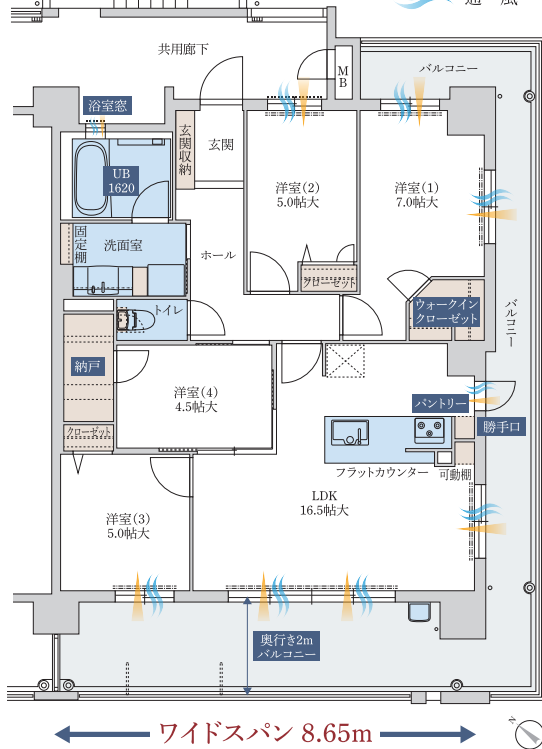 通風
共用廊下
MB
バルコニー
浴室窓
玄関収納
玄関
UB
1620
洋室(2)
5.0帖大
洋室(1)
7.0帖大
固定棚
洗面室
ホール
クローゼット
ウォークイン
クローゼット
バルコニー
トイレ
納戸
洋室(4)
4.5帖大
パントリー
勝手口
クローゼット
フラットカウンター
可動棚
LDK
16.5帖大
洋室(3)
5.0帖大
奥行き2m
バルコニー
ワイドスパン 8.65m
N